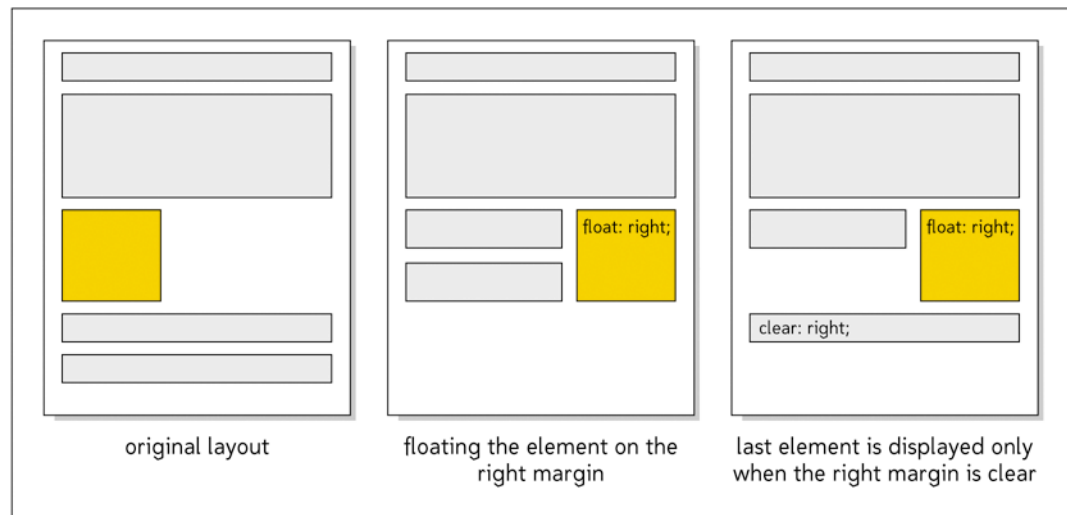 float: right;
float: right;
clear: right;
original layout
floating the element on the
right margin
last element is displayed only
when the right margin is clear